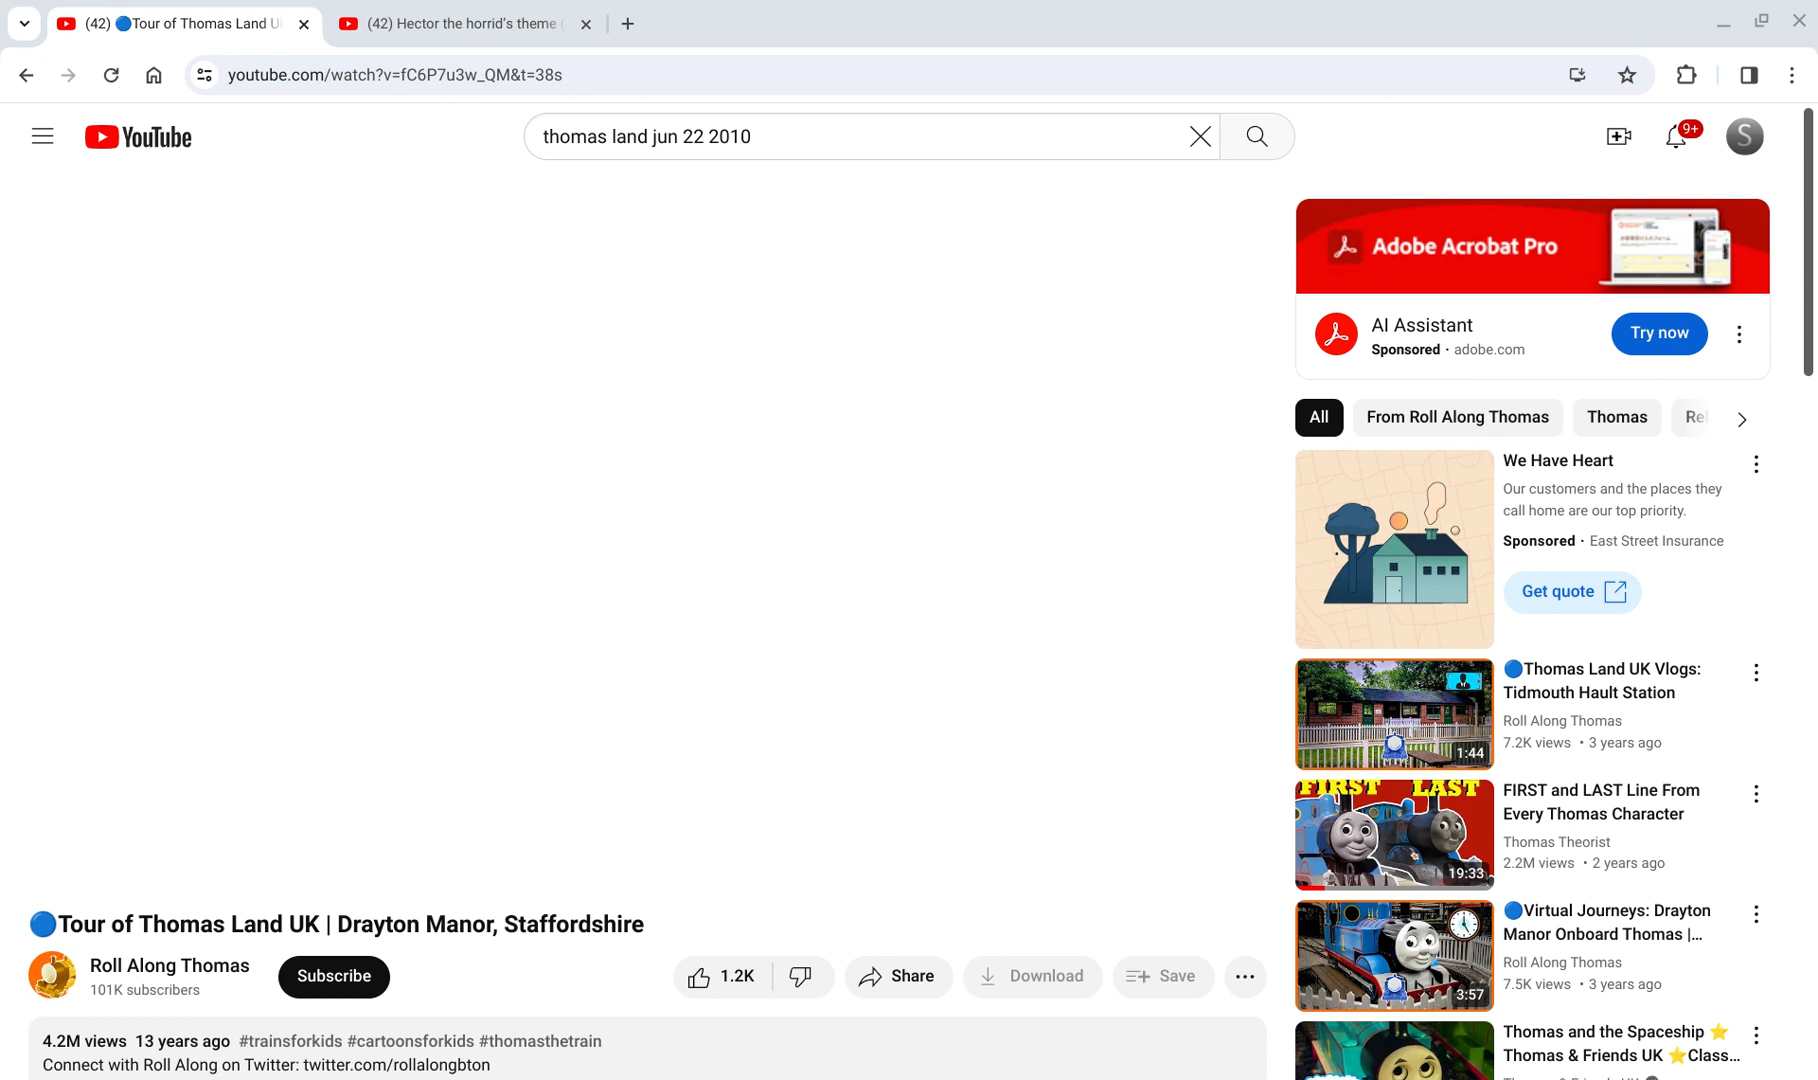 (42) 🔵Tour of Thomas Land U
(42) Hector the horrid's theme (
youtube.com/watch?v=fC6P7u3w_QM&t=38s
YouTube
thomas land jun 22 2010
9+
S
Adobe Acrobat Pro
AI Assistant
Sponsored · adobe.com
Try now
All
From Roll Along Thomas
Thomas
Rel
We Have Heart
Our customers and the places they
call home are our top priority.
Sponsored · East Street Insurance
Get quote
🔵Thomas Land UK Vlogs:
Tidmouth Hault Station
Roll Along Thomas
7.2K views • 3 years ago
1:44
FIRST LAST
FIRST and LAST Line From
Every Thomas Character
Thomas Theorist
2.2M views • 2 years ago
19:33
🔵Virtual Journeys: Drayton
Manor Onboard Thomas |...
Roll Along Thomas
7.5K views • 3 years ago
3:57
Thomas and the Spaceship ⭐
Thomas & Friends UK ⭐Class...
🔵Tour of Thomas Land UK | Drayton Manor, Staffordshire
Roll Along Thomas
101K subscribers
Subscribe
1.2K
Share
Download
Save
4.2M views 13 years ago #trainsforkids #cartoonsforkids #thomasthetrain
Connect with Roll Along on Twitter: twitter.com/rollalongbton